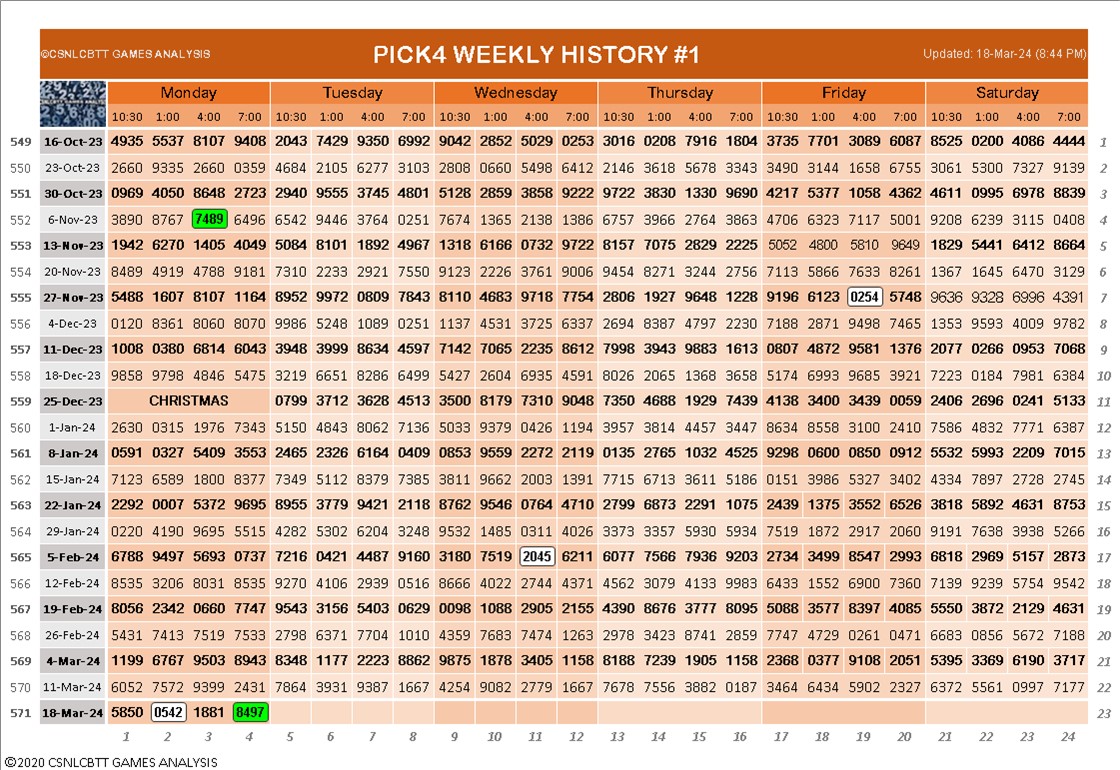 ©CSNLCBTT GAMES ANALYSIS PICK4 WEEKLY HISTORY #1 Updated: 18-Mar-24 (8:44 PM)
Monday Tuesday Wednesday Thursday Friday Saturday
10:30 1:00 4:00 7:00 10:30 1:00 4:00 7:00 10:30 1:00 4:00 7:00 10:30 1:00 4:00 7:00 10:30 1:00 4:00 7:00 10:30 1:00 4:00 7:00
549 16-Oct-23 4935 5537 8107 9408 2043 7429 9350 6992 9042 2852 5029 0253 3016 0208 7916 1804 3735 7701 3089 6087 8525 0200 4086 4444 1
550 23-Oct-23 2660 9335 2660 0359 4684 2105 6277 3103 2808 0660 5498 6412 2146 3618 5678 3343 3490 3144 1658 6755 3061 5300 7327 9139 2
551 30-Oct-23 0969 4050 8648 2723 2940 9555 3745 4801 5128 2859 3858 9222 9722 3830 1330 9690 4217 5377 1058 4362 4611 0995 6978 8839 3
552 6-Nov-23 3890 8767 7489 6496 6542 9446 3764 0251 7674 1365 2138 1386 6757 3966 2764 3863 4706 6323 7117 5001 9208 6239 3115 0408 4
553 13-Nov-23 1942 6270 1405 4049 5084 8101 1892 4967 1318 6166 0732 9722 8157 7075 2829 2225 5052 4800 5810 9649 1829 5441 6412 8664 5
554 20-Nov-23 8489 4919 4788 9181 7310 2233 2921 7550 9123 2226 3761 9006 9454 8271 3244 2756 7113 5866 7633 8261 1367 1645 6470 3129 6
555 27-Nov-23 5488 1607 8107 1164 8952 9972 0809 7843 8110 4683 9718 7754 2806 1927 9648 1228 9196 6123 0254 5748 9636 9328 6996 4391 7
556 4-Dec-23 0120 8361 8060 8070 9986 5248 1089 0251 1137 4531 3725 6337 2694 8387 4797 2230 7188 2871 9498 7465 1353 9593 4009 9782 8
557 11-Dec-23 1008 0380 6814 6043 3948 3999 8634 4597 7142 7065 2235 8612 7998 3943 9883 1613 0807 4872 9581 1376 2077 0266 0953 7068 9
558 18-Dec-23 9858 9798 4846 5475 3219 6651 8286 6499 5427 2604 6935 4591 8026 2065 1368 3658 5174 6993 9685 3921 7223 0184 7981 6384 10
559 25-Dec-23 CHRISTMAS 0799 3712 3628 4513 3500 8179 7310 9048 7350 4688 1929 7439 4138 3400 3439 0059 2406 2696 0241 5133 11
560 1-Jan-24 2630 0315 1976 7343 5150 4843 8062 7136 5033 9379 0426 1194 3957 3814 4457 3447 8634 8558 3100 2410 7586 4832 7771 6387 12
561 8-Jan-24 0591 0327 5409 3553 2465 2326 6164 0409 0853 9559 2272 2119 0135 2765 1032 4525 9298 0600 0850 0912 5532 5993 2209 7015 13
562 15-Jan-24 7123 6589 1800 8377 7349 5112 8379 7385 3811 9662 2003 1391 7715 6713 3611 5186 0151 3986 5327 3402 4334 7897 2728 2745 14
563 22-Jan-24 2292 0007 5372 9695 8955 3779 9421 2118 8762 9546 0764 4710 2799 6873 2291 1075 2439 1375 3552 6526 3818 5892 4631 8753 15
564 29-Jan-24 0220 4190 9695 5515 4282 5302 6204 3248 9532 1485 0311 4026 3373 3357 5930 5934 7519 1872 2917 2060 9191 7638 3938 5266 16
565 5-Feb-24 6788 9497 5693 0737 7216 0421 4487 9160 3180 7519 2045 6211 6077 7566 7936 9203 2734 3499 8547 2993 6818 2969 5157 2873 17
566 12-Feb-24 8535 3206 8031 8535 9270 4106 2939 0516 8666 4022 2744 4371 4562 3079 4133 9983 6433 1552 6900 7360 7139 9239 5754 9542 18
567 19-Feb-24 8056 2342 0660 7747 9543 3156 5403 0629 0098 1088 2905 2155 4390 8676 3777 8095 5088 3577 8397 4085 5550 3872 2129 4631 19
568 26-Feb-24 5431 7413 7519 7533 2798 6371 7704 1010 4359 7683 7474 1263 2978 3423 8741 2859 7747 4729 0261 0471 6683 0856 5672 7188 20
569 4-Mar-24 1199 6767 9503 8943 8348 1177 2223 8862 9875 1878 3405 1158 8188 7239 1905 1158 2368 0377 9108 2051 5395 3369 6190 3717 21
570 11-Mar-24 6052 7572 9399 2431 7864 3931 9387 1667 4254 9082 2779 1667 7678 7556 3882 0187 3464 6434 5902 2327 6372 5561 0997 7177 22
571 18-Mar-24 5850 0542 1881 8497 23
1 2 3 4 5 6 7 8 9 10 11 12 13 14 15 16 17 18 19 20 21 22 23 24
©2020 CSNLCBTT GAMES ANALYSIS